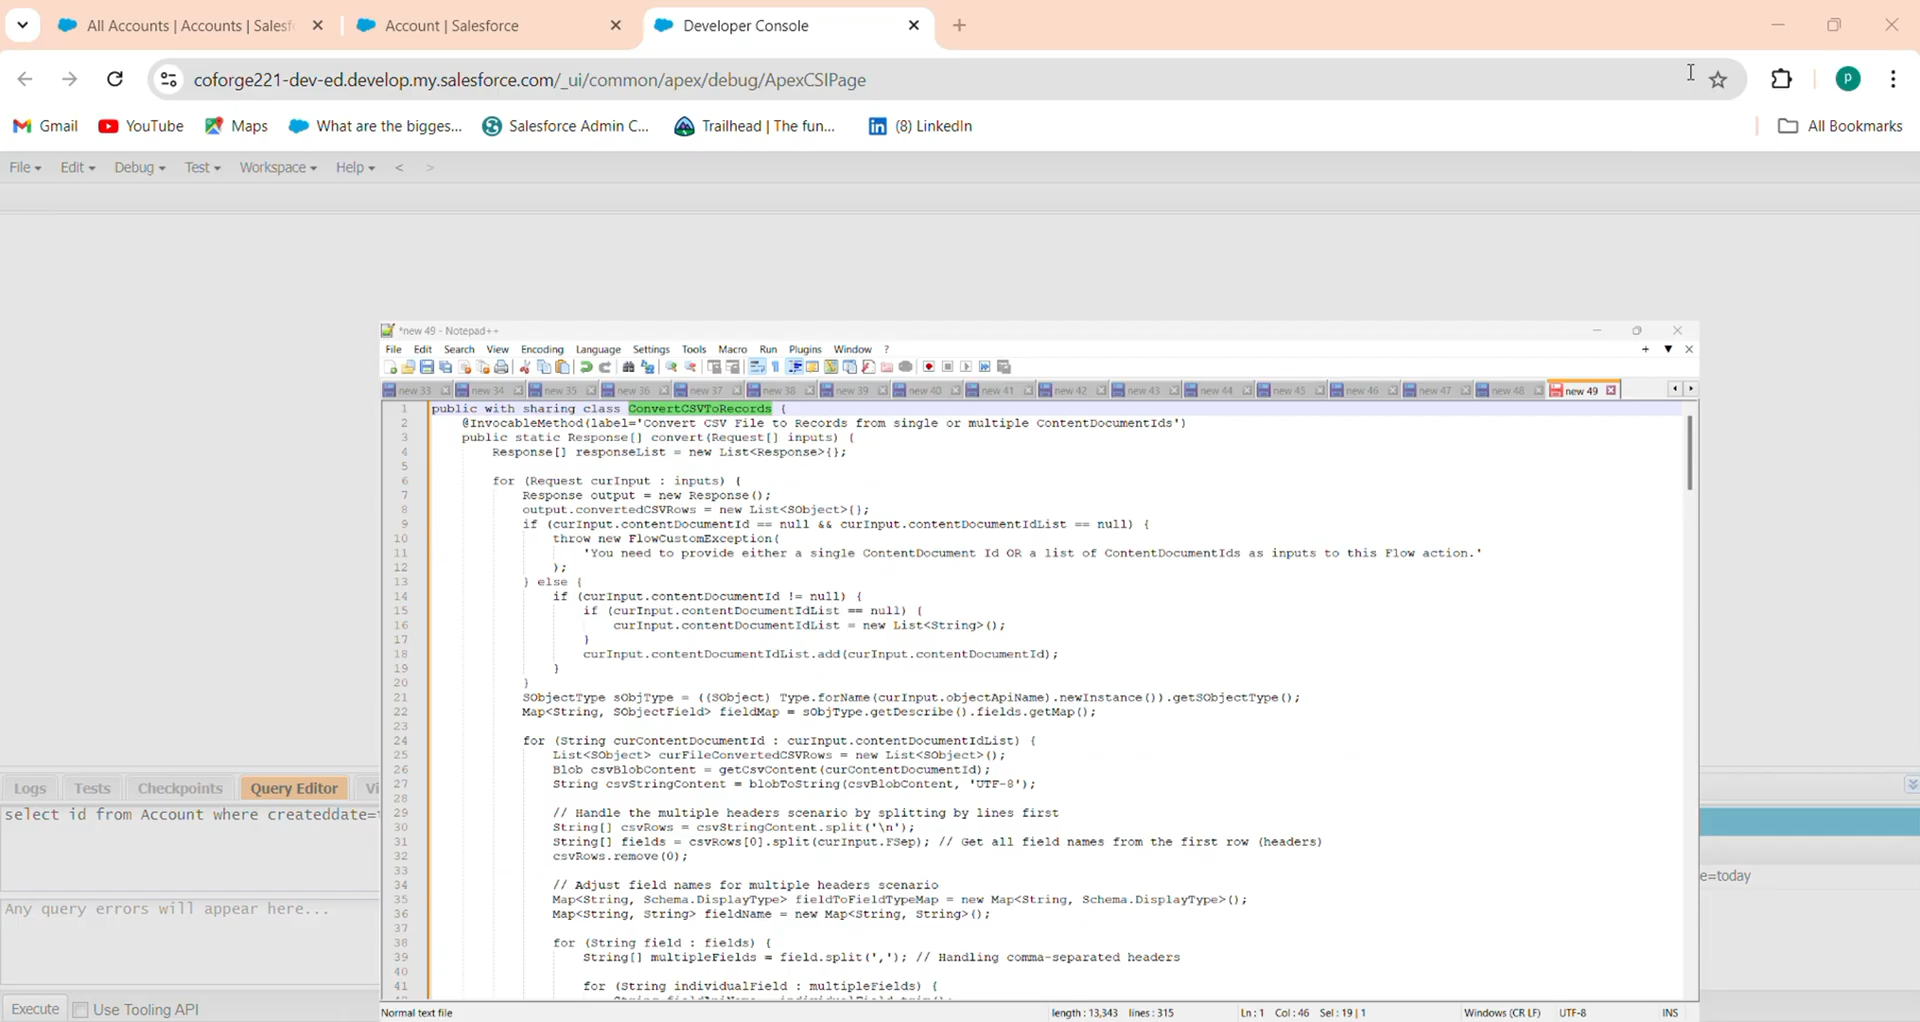 All Accounts | Accounts | Salesf
Account | Salesforce
Developer Console
coforge221-dev-ed.develop.my.salesforce.com/_ui/common/apex/debug/ApexCSIPage
P
Gmail YouTube Maps What are the bigges... Salesforce Admin C... Trailhead | The fun... (8) LinkedIn All Bookmarks
File Edit Debug Test Workspace Help < >
*new 49 - Notepad++
File Edit Search View Encoding Language Settings Tools Macro Run Plugins Window ?
new 33 new 34 new 35 new 36 new 37 new 38 new 39 new 40 new 41 new 42 new 43 new 44 new 45 new 46 new 47 new 48 new 49
1 public with sharing class ConvertCSVToRecords {
2 @InvocableMethod(label='Convert CSV File to Records from single or multiple ContentDocumentIds')
3 public static Response[] convert(Request[] inputs) {
4 Response[] responseList = new List<Response>{};
5
6 for (Request curInput : inputs) {
7 Response output = new Response();
8 output.convertedCSVRows = new List<SObject>{};
9 if (curInput.contentDocumentId == null && curInput.contentDocumentIdList == null) {
10 throw new FlowCustomException(
11 'You need to provide either a single ContentDocument Id OR a list of ContentDocumentIds as inputs to this Flow action.'
12 );
13 } else {
14 if (curInput.contentDocumentId != null) {
15 if (curInput.contentDocumentIdList == null) {
16 curInput.contentDocumentIdList = new List<String>();
17 }
18 curInput.contentDocumentIdList.add(curInput.contentDocumentId);
19 }
20 }
21 SObjectType sObjType = ((SObject) Type.forName(curInput.objectApiName).newInstance()).getSObjectType();
22 Map<String, SObjectField> fieldMap = sObjType.getDescribe().fields.getMap();
23
24 for (String curContentDocumentId : curInput.contentDocumentIdList) {
25 List<SObject> curFileConvertedCSVRows = new List<SObject>();
26 Blob csvBlobContent = getCsvContent(curContentDocumentId);
27 String csvStringContent = blobToString(csvBlobContent, 'UTF-8');
28
29 // Handle the multiple headers scenario by splitting by lines first
30 String[] csvRows = csvStringContent.split('\n');
31 String[] fields = csvRows[0].split(curInput.FSep); // Get all field names from the first row (headers)
32 csvRows.remove(0);
33
34 // Adjust field names for multiple headers scenario
35 Map<String, Schema.DisplayType> fieldToFieldTypeMap = new Map<String, Schema.DisplayType>();
36 Map<String, String> fieldName = new Map<String, String>();
37
38 for (String field : fields) {
39 String[] multipleFields = field.split(','); // Handling comma-separated headers
40
41 for (String individualField : multipleFields) {
Logs Tests Checkpoints Query Editor Vi
select id from Account where createddate=
e=today
Any query errors will appear here...
Execute Use Tooling API
Normal text file length : 13,343 lines : 315 Ln : 1 Col : 46 Sel : 19 | 1 Windows (CR LF) UTF-8 INS